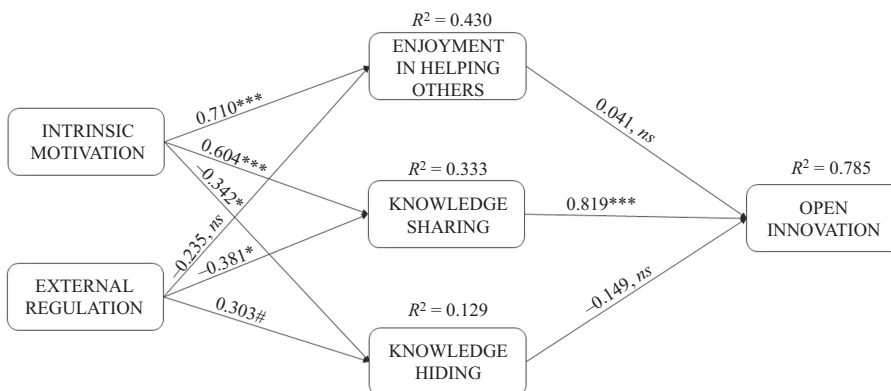 R² = 0.430
ENJOYMENT
IN HELPING
OTHERS
0.710***
0.041, ns
INTRINSIC
MOTIVATION
0.604***
R² = 0.333
R² = 0.785
–0.342*
KNOWLEDGE
SHARING
0.819***
OPEN
INNOVATION
–0.235, ns
–0.381*
EXTERNAL
REGULATION
0.303#
R² = 0.129
–0.149, ns
KNOWLEDGE
HIDING